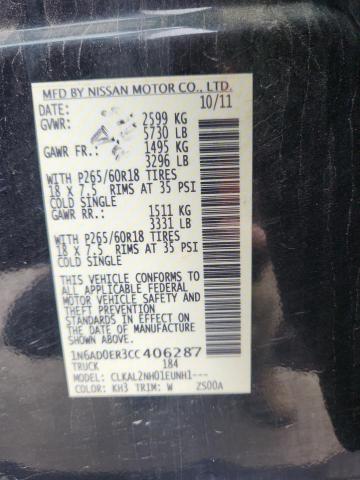 MFD BY NISSAN MOTOR CO., LTD.
DATE: 10/11
GVWR: 2599 KG
5730 LB
GAWR FR: 1495 KG
3296 LB
WITH P265/60R18 TIRES
18 X 7.5 RIMS AT 35 PSI
COLD SINGLE
GAWR RR: 1511 KG
3331 LB
WITH P265/60R18 TIRES
18 X 7.5 RIMS AT 35 PSI
COLD SINGLE
THIS VEHICLE CONFORMS TO
ALL APPLICABLE FEDERAL
MOTOR VEHICLE SAFETY
AND THEFT PREVENTION
STANDARDS IN EFFECT ON
THE DATE OF MANUFACTURE
SHOWN ABOVE.
1N6AD0ER3CC406287
TRUCK 184
MODEL: CLKAL2NH01EUNH1---
COLOR: KH3 TRIM: W ZS00A